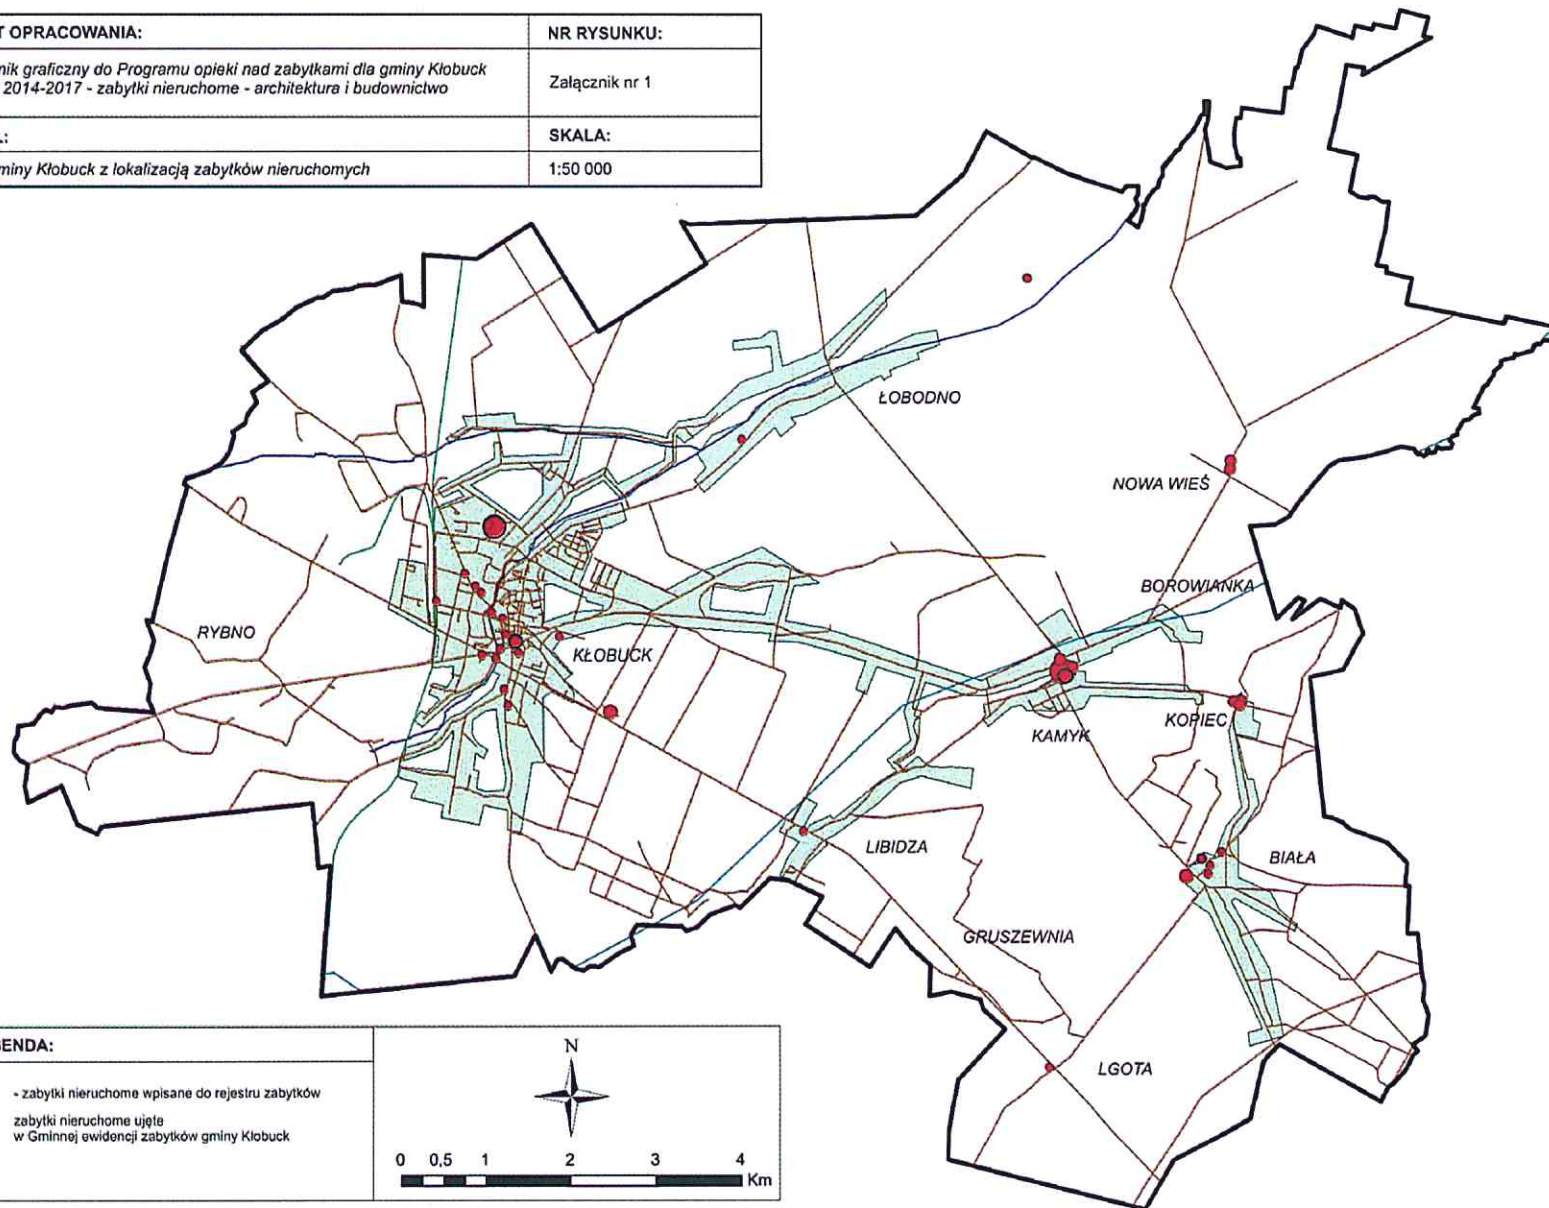 T OPRACOWANIA:
NR RYSUNKU:
nik graficzny do Programu opieki nad zabytkami dla gminy Kłobuck
2014-2017 - zabytki nieruchome - architektura i budownictwo
Załącznik nr 1
.:
SKALA:
miny Kłobuck z lokalizacją zabytków nieruchomych
1:50 000
ŁOBODNO
NOWA WIEŚ
BOROWIANKA
RYBNO
KŁOBUCK
KOPIEC
KAMYK
LIBIDZA
BIAŁA
GRUSZEWNIA
LGOTA
GENDA:
- zabytki nieruchome wpisane do rejestru zabytków
zabytki nieruchome ujęte
w Gminnej ewidencji zabytków gminy Kłobuck
N
0 0,5 1 2 3 4
Km